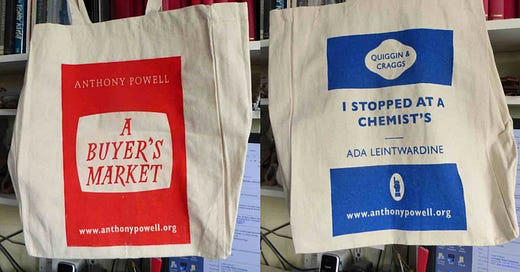 ANTHONY POWELL
A
BUYER'S
MARKET
www.anthonypowell.org
QUIGGIN &
CRAGGS
I STOPPED AT A
CHEMIST'S
ADA LEINTWARDINE
www.anthonypowell.org